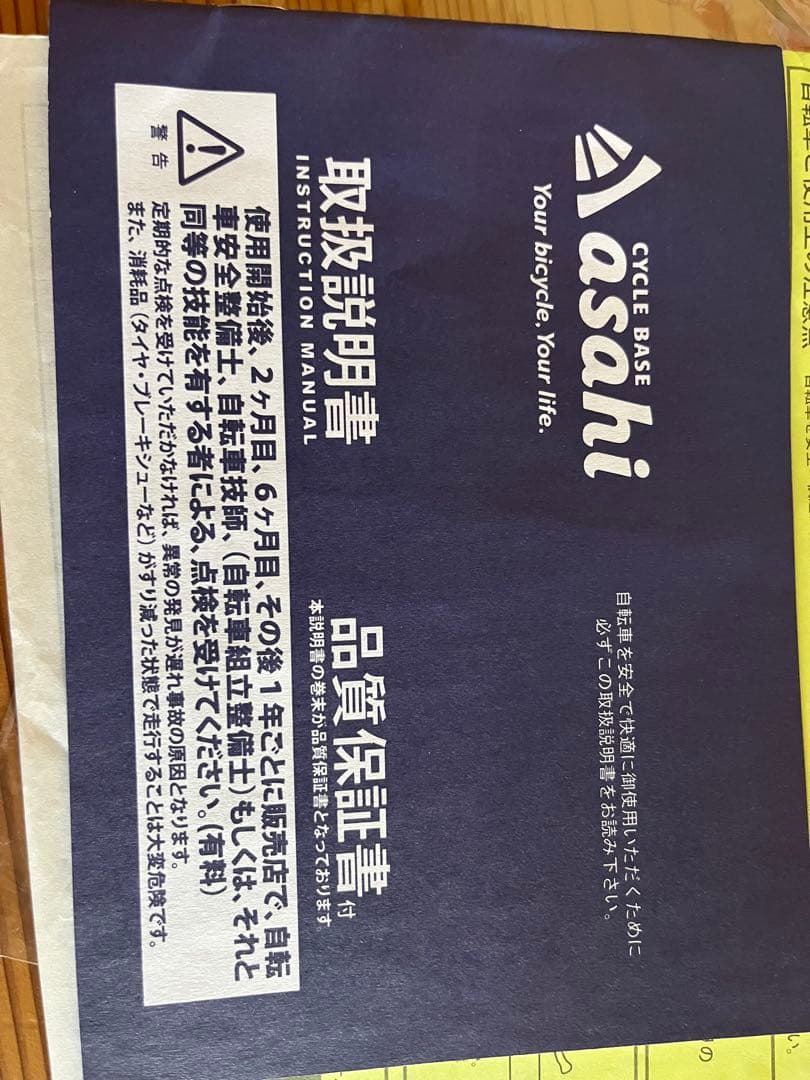 CYCLE BASE
asahi
Your bicycle. Your life.
自転車を安全で快適に御使用いただくために
必ずこの取扱説明書をお読み下さい。
取扱説明書
INSTRUCTION MANUAL
品質保証書付
本説明書の巻末が品質保証書となっております
警告
使用開始後、2ヶ月目、6ヶ月目、その後1年ごとに販売店で、自転
車安全整備士、自転車技師、(自転車組立整備士)もしくは、それと
同等の技能を有する者による、点検を受けてください。(有料)
定期的な点検を受けていただかなければ、異常の発見が遅れ事故の原因となります。
また、消耗品(タイヤ・ブレーキシューなど)がすり減った状態で走行することは大変危険です。